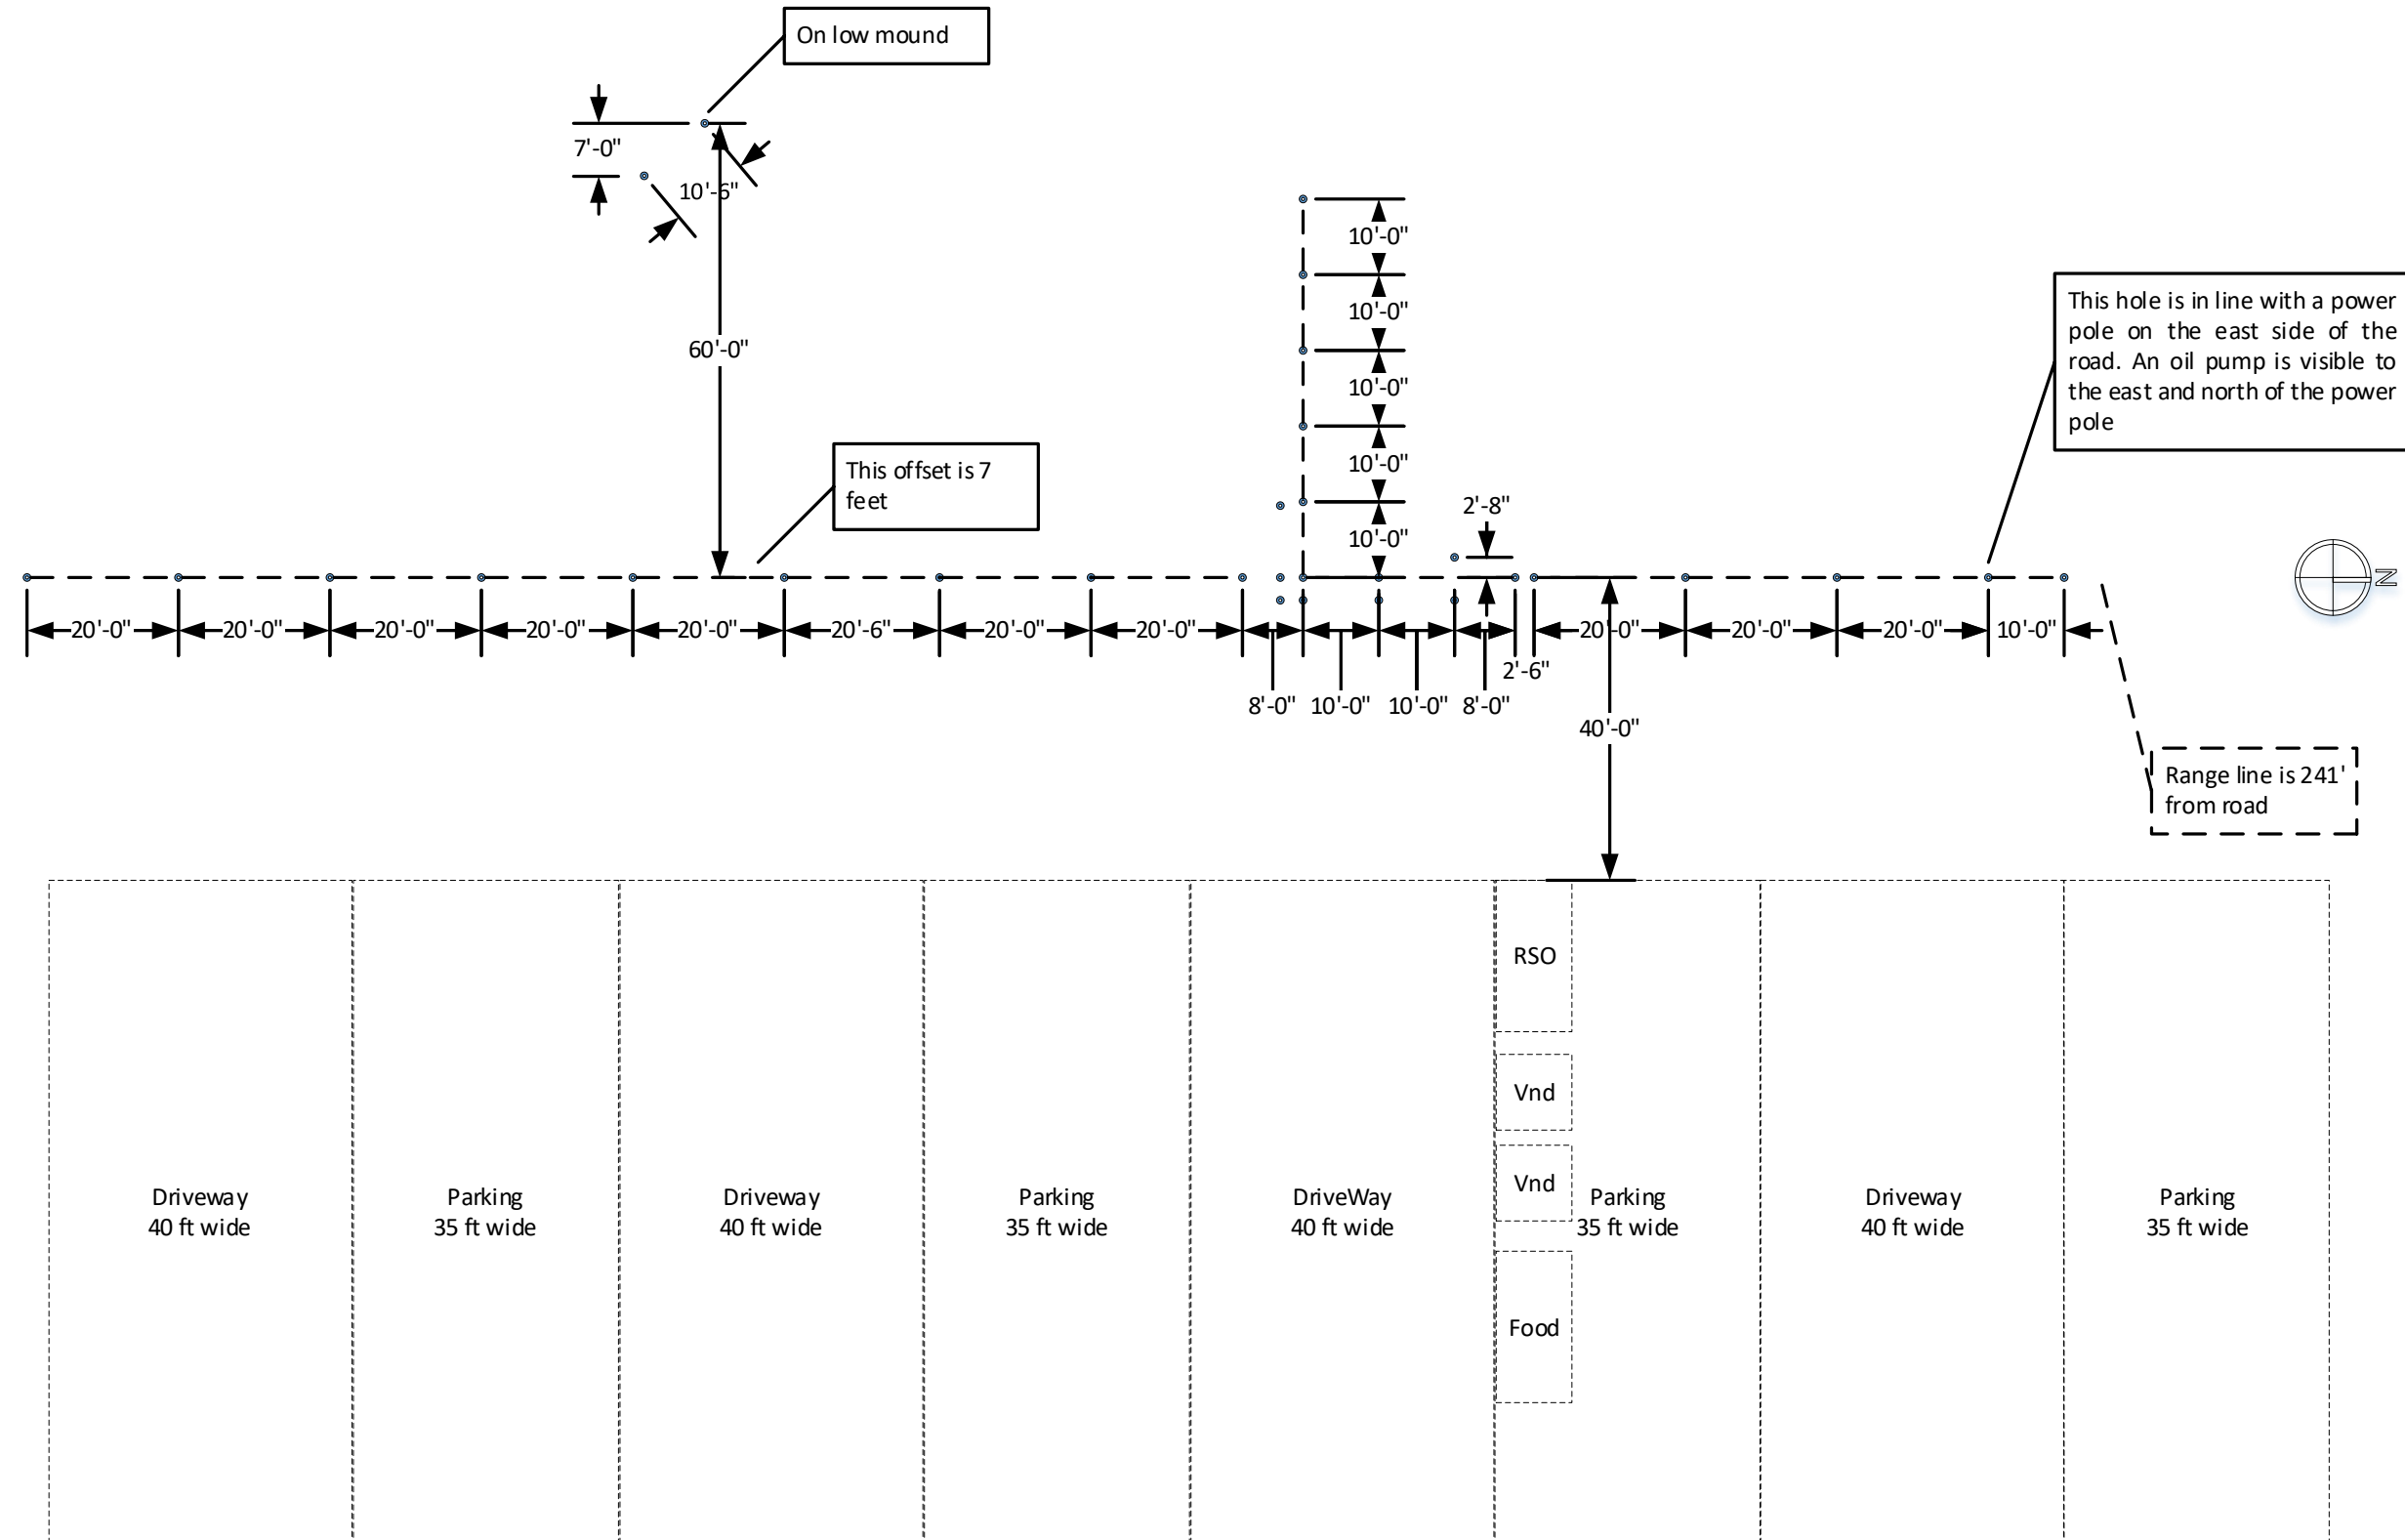 On low mound
7'-0"
10'-6"
10'-0"
10'-0"
This hole is in line with a power
pole on the east side of the
road. An oil pump is visible to
the east and north of the power
pole
60'-0"
10'-0"
10'-0"
This offset is 7
feet
2'-8"
10'-0"
N
20'-0"
20'-0"
20'-0"
20'-0"
20'-0"
20'-6"
20'-0"
20'-0"
20'-0"
20'-0"
20'-0"
10'-0"
2'-6"
8'-0"
10'-0"
10'-0"
8'-0"
40'-0"
Range line is 241'
from road
RSO
Vnd
Vnd
Driveway
40 ft wide
Parking
35 ft wide
Driveway
40 ft wide
Parking
35 ft wide
DriveWay
40 ft wide
Parking
35 ft wide
Driveway
40 ft wide
Parking
35 ft wide
Food